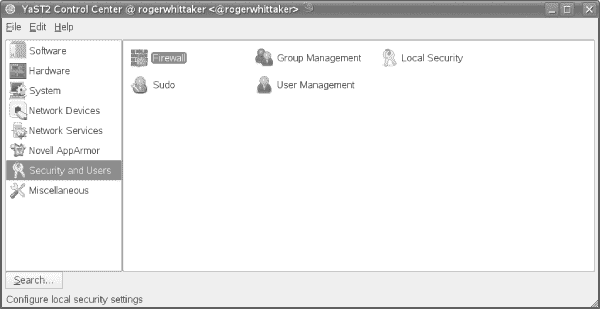 YaST2 Control Center @ rogerwhittaker <@rogerwhittaker>
File Edit Help
Software
Hardware
System
Network Devices
Network Services
Novell AppArmor
Security and Users
Miscellaneous
Firewall Group Management Local Security
Sudo User Management
Search...
Configure local security settings